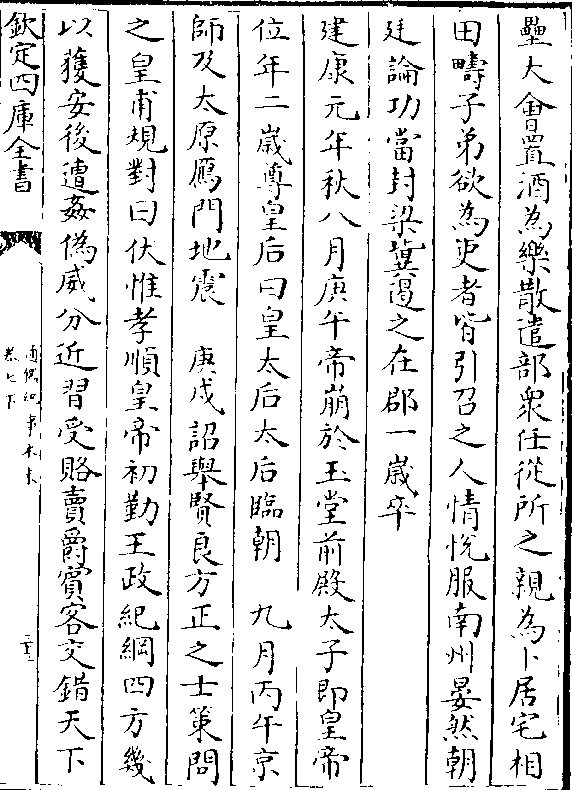 壘大會置酒為樂散遣部衆任從所之親為卜居宅相
田疇子弟欲為吏者皆引召之人情恱服南州晏然朝
廷論功當封梁冀遏之在郡一歲卒
建康元年秋八月庚午帝崩於玉堂前殿太子即皇帝
位年二歲尊皇后曰皇太后太后臨朝　九月丙午京
師及太原鴈門地震　庚戌詔舉賢良方正之士策問
之皇甫規對曰伏惟孝順皇帝初勤王政紀綱四方幾
以獲安後遭姦偽威分近習受賂賣爵賓客交錯天下
欽定四庫全書
通鑑紀事本末
卷七下